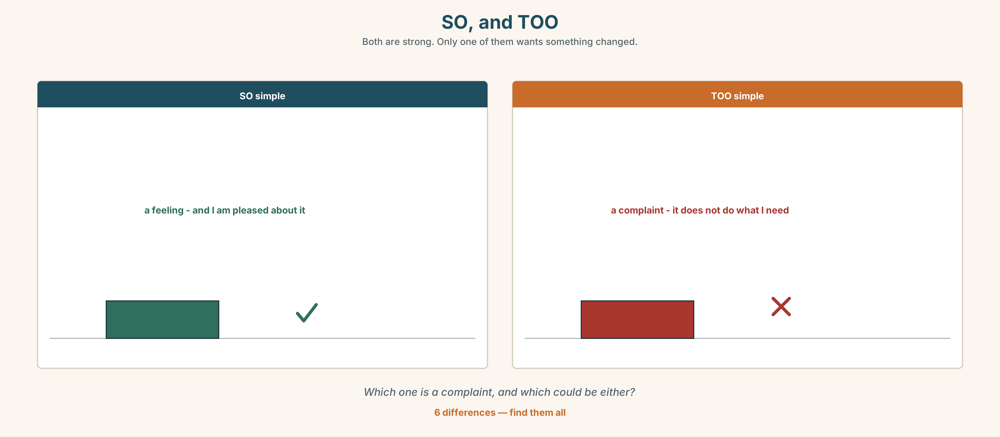 SO, and TOO
Both are strong. Only one of them wants something changed.
SO simple
TOO simple
a feeling - and I am pleased about it
a complaint - it does not do what I need
Which one is a complaint, and which could be either?
6 differences — find them all